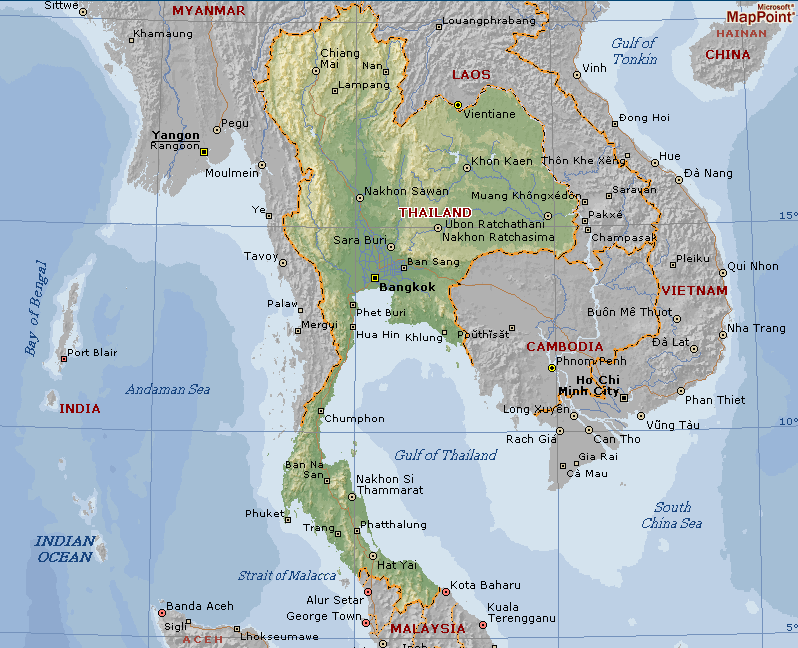 Sittwe
MYANMAR
Microsoft®
MapPoint®
Louangphrabang
HAINAN
Khamaung
Gulf of
Tonkin
CHINA
Chiang
Mai
Nan
LAOS
Vinh
Lampang
Vientiane
Dong Hoi
Pegu
Yangon
Rangoon
Khon Kaen
Thôn Khe Xêng
Hue
Moulmein
Đà Nang
Nakhon Sawan
Muang Khôngxédôn
Saravan
Ye
THAILAND
Pakxé
15°
Ubon Ratchathani
Sara Buri
Nakhon Ratchasima
Champasak
Tavoy
Ban Sang
Pleiku
Qui Nhon
Bay of Bengal
Bangkok
VIETNAM
Palaw
Phet Buri
Buôn Mê Thuot
Mergui
Hua Hin
Khlung
Poŭthĭsăt
Nha Trang
Port Blair
CAMBODIA
Đà Lat
Phnom Penh
Andaman Sea
Ho Chi
Minh City
INDIA
Phan Thiet
Chumphon
Long Xuyên
Vũng Tàu
10°
Rach Giá
Can Tho
Gulf of Thailand
Gia Rai
Ban Na
San
Cà Mau
Nakhon Si
Thammarat
Phuket
South
China Sea
Trang
Phatthalung
INDIAN
OCEAN
Hat Yai
Strait of Malacca
Kota Baharu
Alur Setar
Banda Aceh
George Town
Kuala
Terengganu
Sigli
MALAYSIA
5°
ACEH
Lhokseumawe